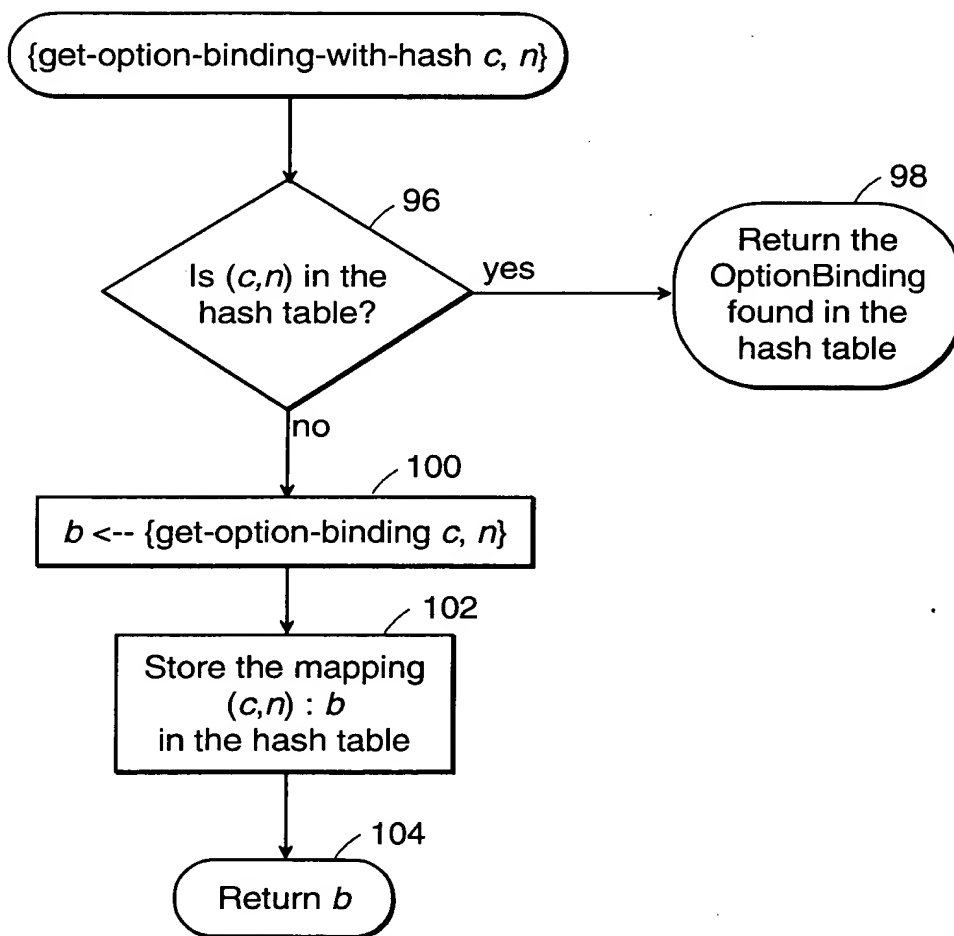 {get-option-binding-with-hash c, n}
96
98
Is (c,n) in the
hash table?
yes
Return the
OptionBinding
found in the
hash table
no
100
b <-- {get-option-binding c, n}
102
Store the mapping
(c,n) : b
in the hash table
104
Return b